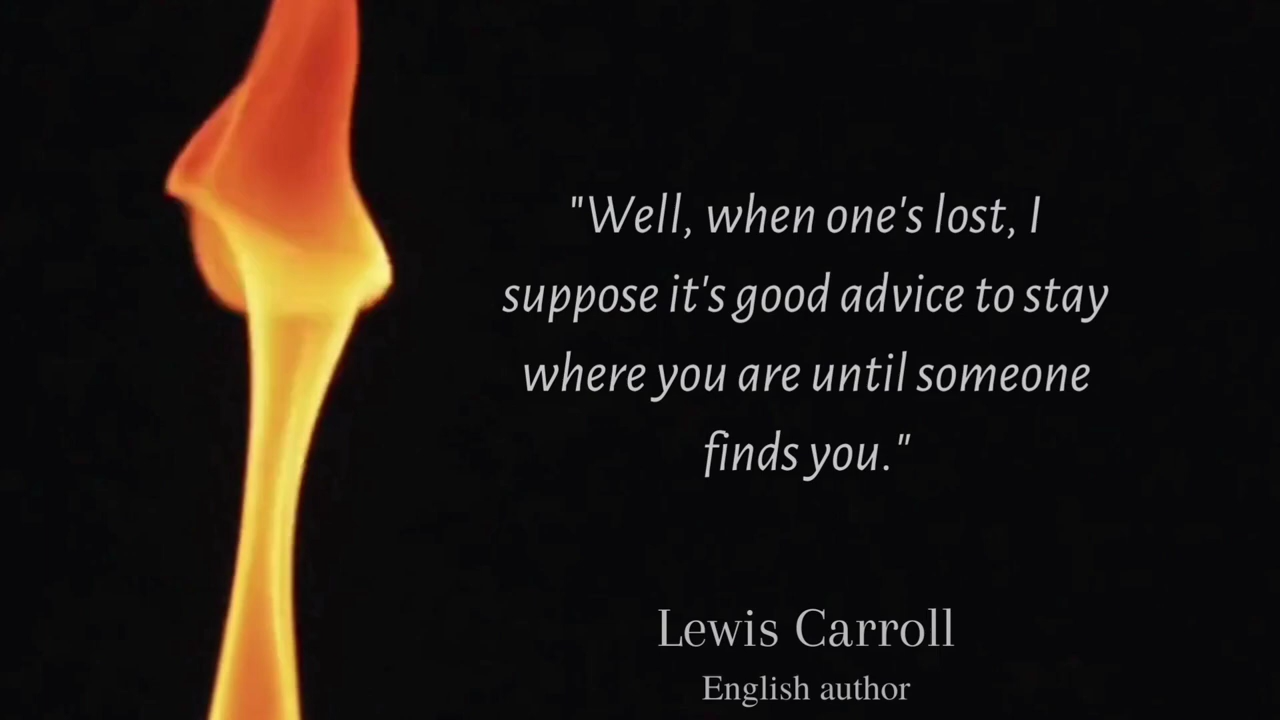 "Well, when one's lost, I
suppose it's good advice to stay
where you are until someone
finds you."
Lewis Carroll
English author